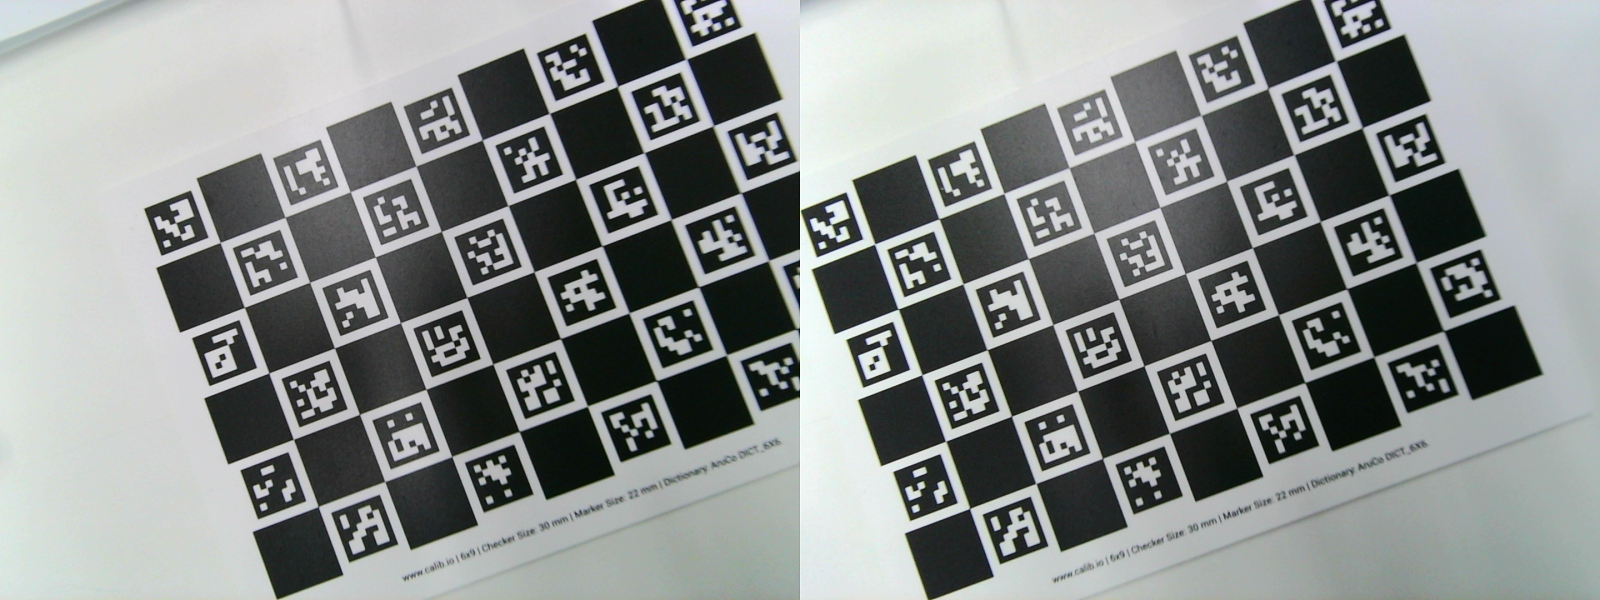 www.calib.io | 6x9 | Checker Size: 30 mm | Marker Size: 22 mm | Dictionary: ArUco DICT_6X6.
www.calib.io | 6x9 | Checker Size: 30 mm | Marker Size: 22 mm | Dictionary: ArUco DICT_6X6.